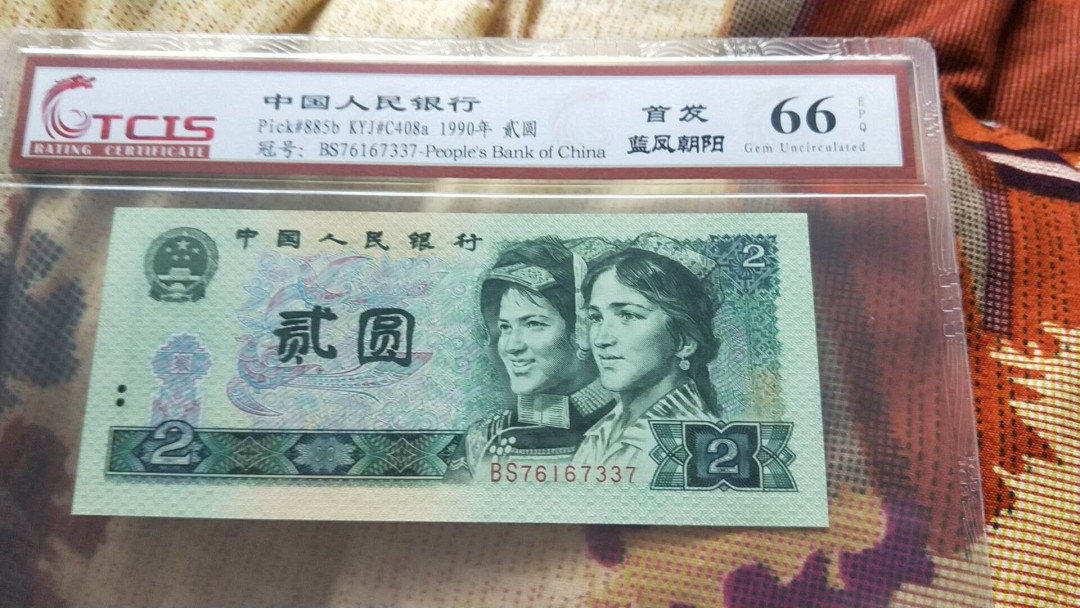 TCIS
RATING CERTIFICATE
中国人民银行
Pick#885b KYJ#C408a 1990年 贰圆
冠号: BS76167337-People's Bank of China
首发
蓝凤朝阳
66
EPQ
Gem Uncirculated
中国人民银行
2
贰圆
2
BS76167337
2